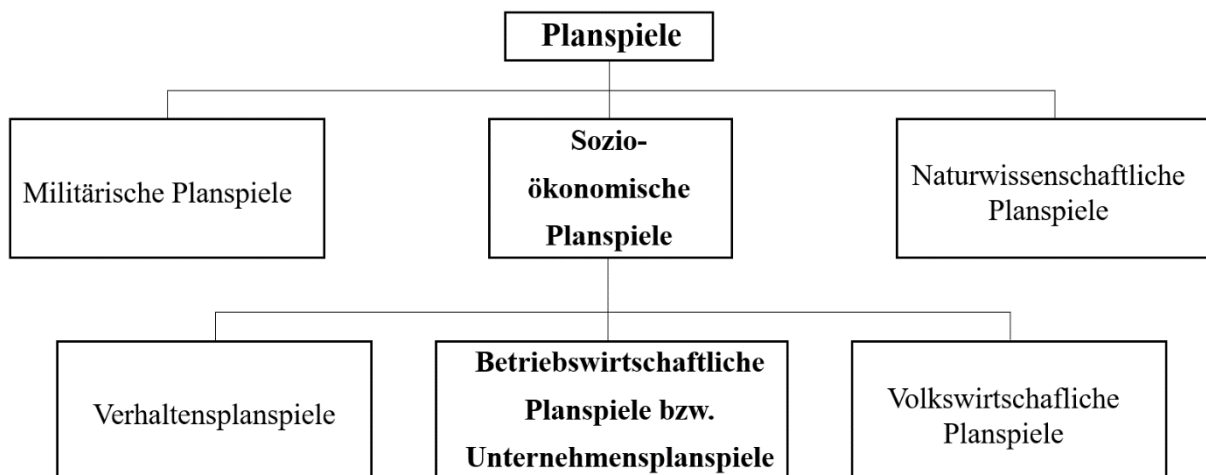 Planspiele
Militärische Planspiele
Sozio-
ökonomische
Planspiele
Naturwissenschaftliche
Planspiele
Verhaltensplanspiele
Betriebswirtschaftliche
Planspiele bzw.
Unternehmensplanspiele
Volkswirtschafliche
Planspiele